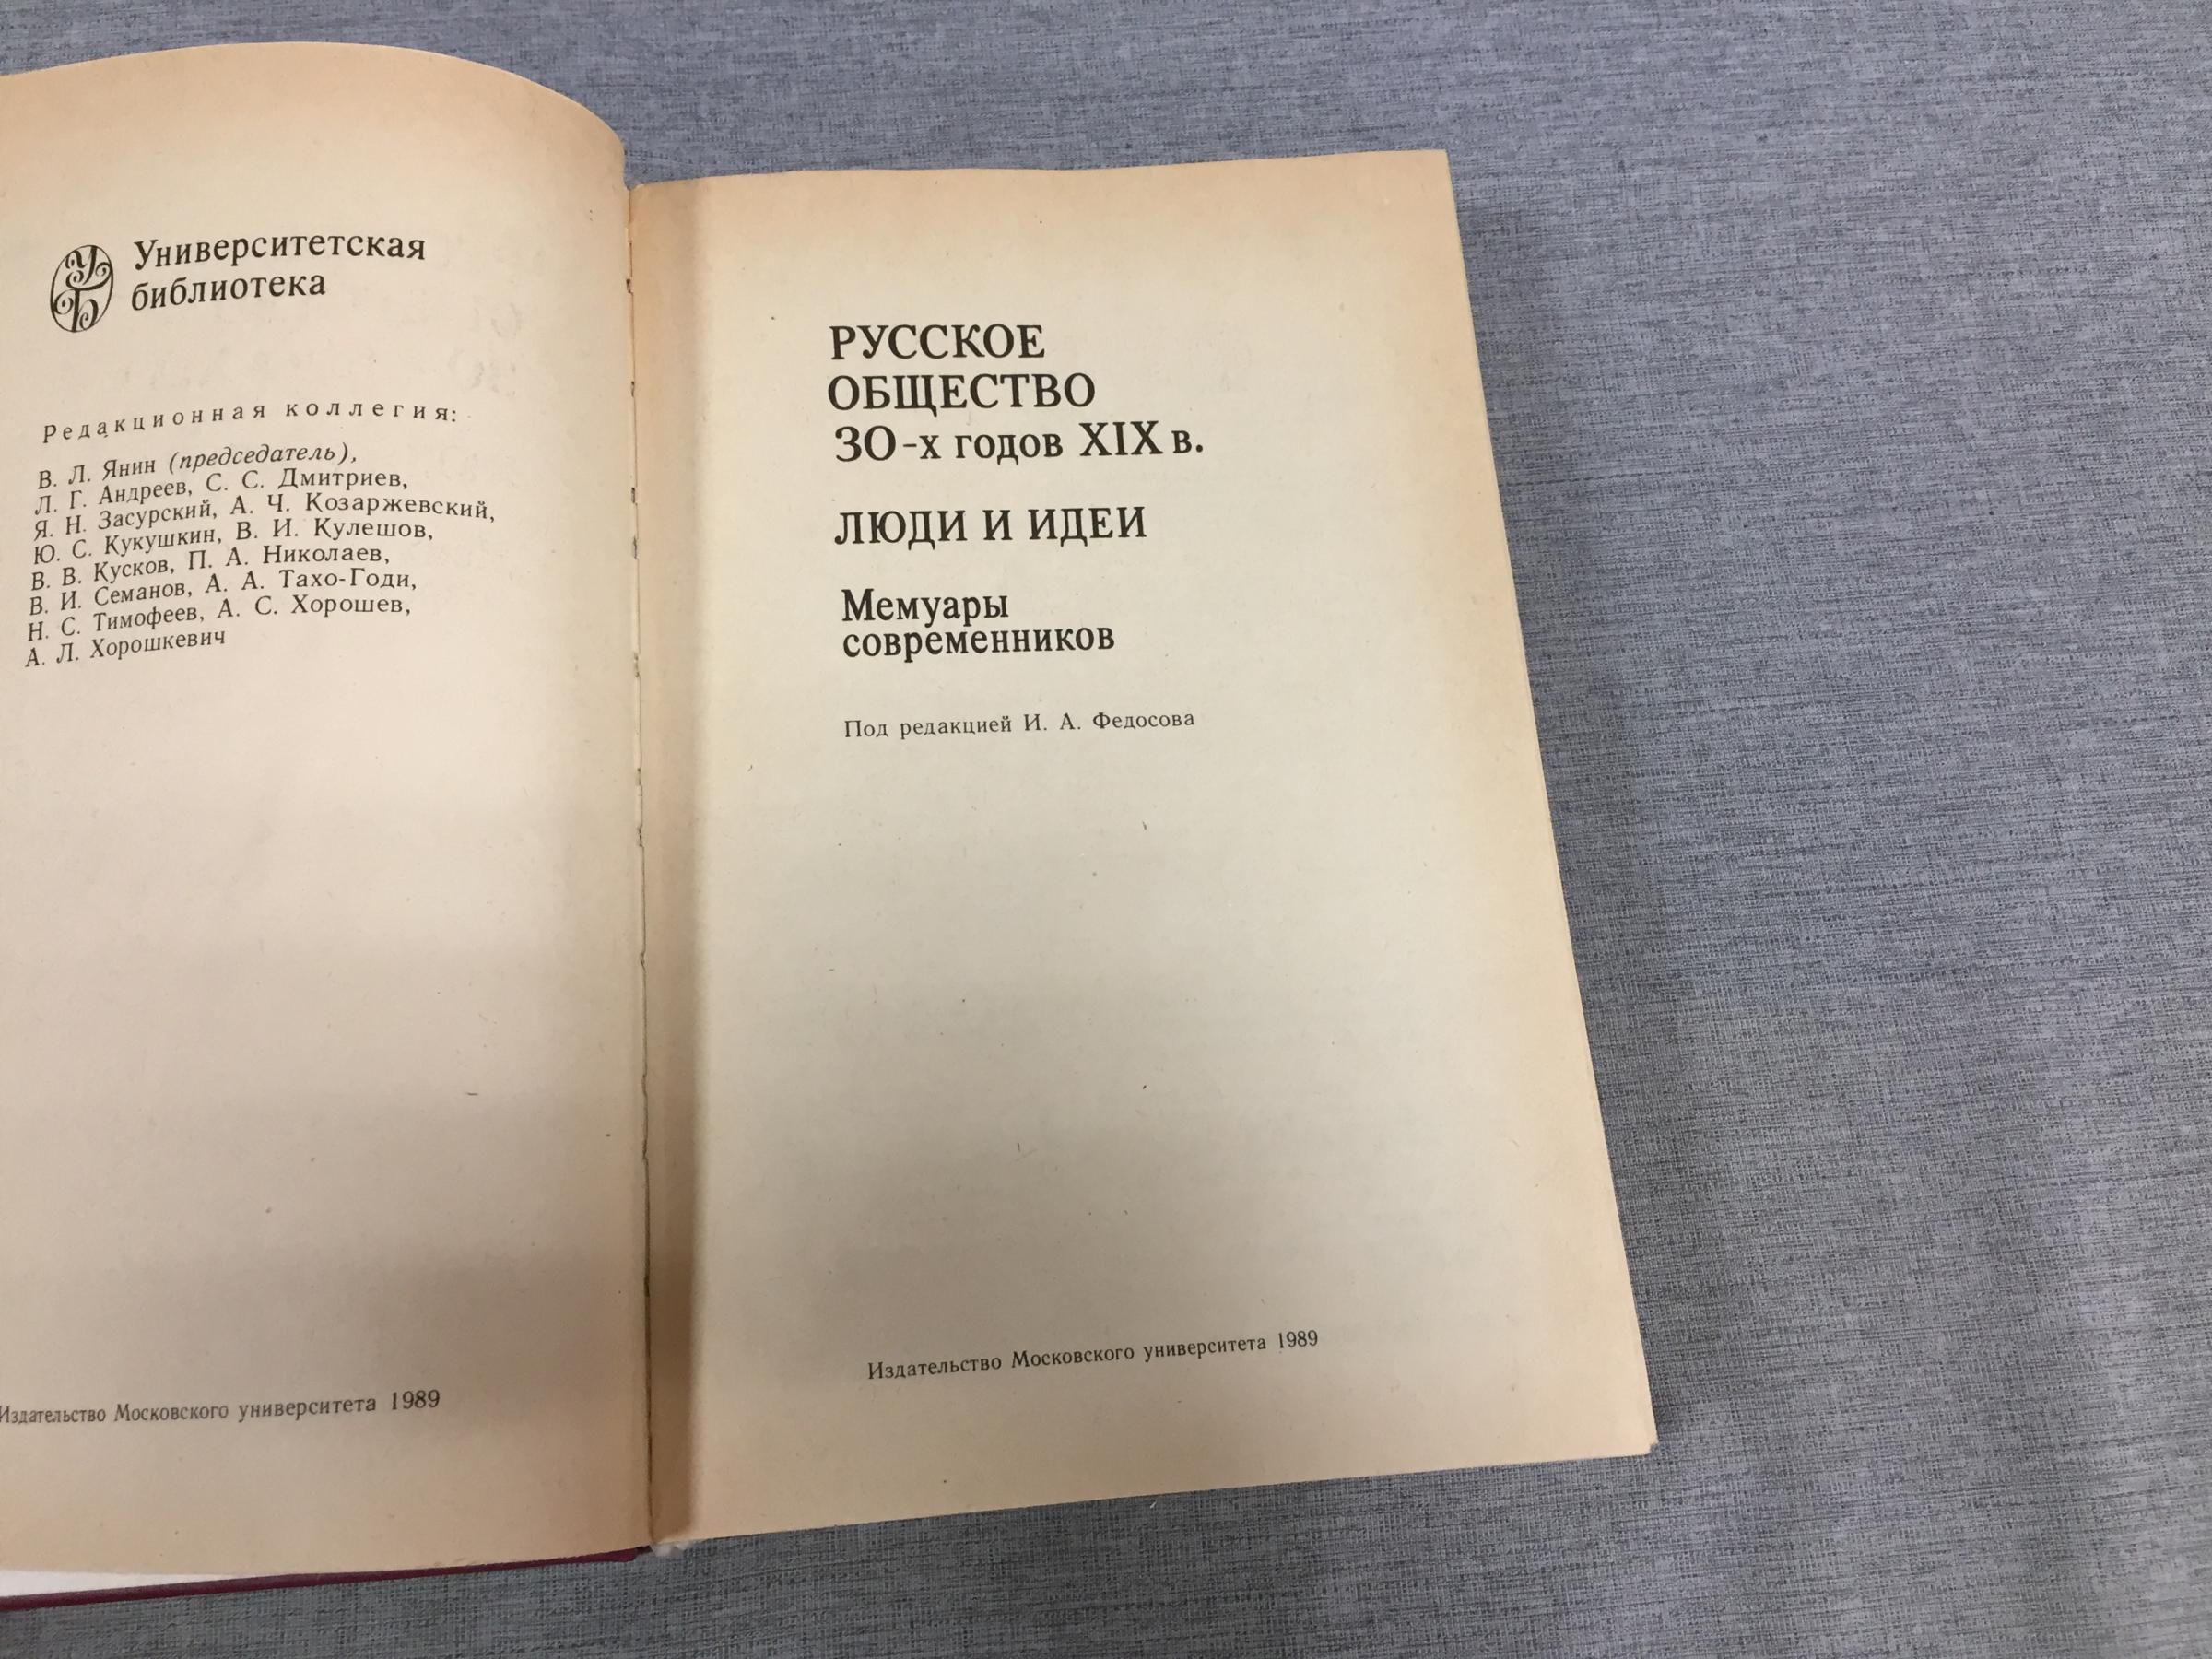 Университетская
библиотека
Редакционная коллегия:
В. Л. Янин (председатель),
Л. Г. Андреев, С. С. Дмитриев,
Я. Н. Засурский, А. Ч. Козаржевский,
Ю. С. Кукушкин, В. И. Кулешов,
В. В. Кусков, П. А. Николаев,
В. И. Семанов, А. А. Тахо-Годи,
Н. С. Тимофеев, А. С. Хорошев,
А. Л. Хорошкевич
Издательство Московского университета 1989
РУССКОЕ
ОБЩЕСТВО
30-х годов XIX в.
ЛЮДИ И ИДЕИ
Мемуары
современников
Под редакцией И. А. Федосова
Издательство Московского университета 1989